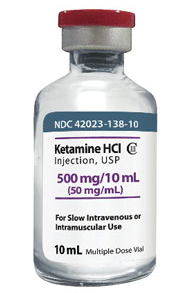 NDC 42023-138-10
Ketamine HCl CIII
Injection, USP
500 mg/10 mL
(50 mg/mL)
For Slow Intravenous or
Intramuscular Use
10 mL Multiple Dose Vial